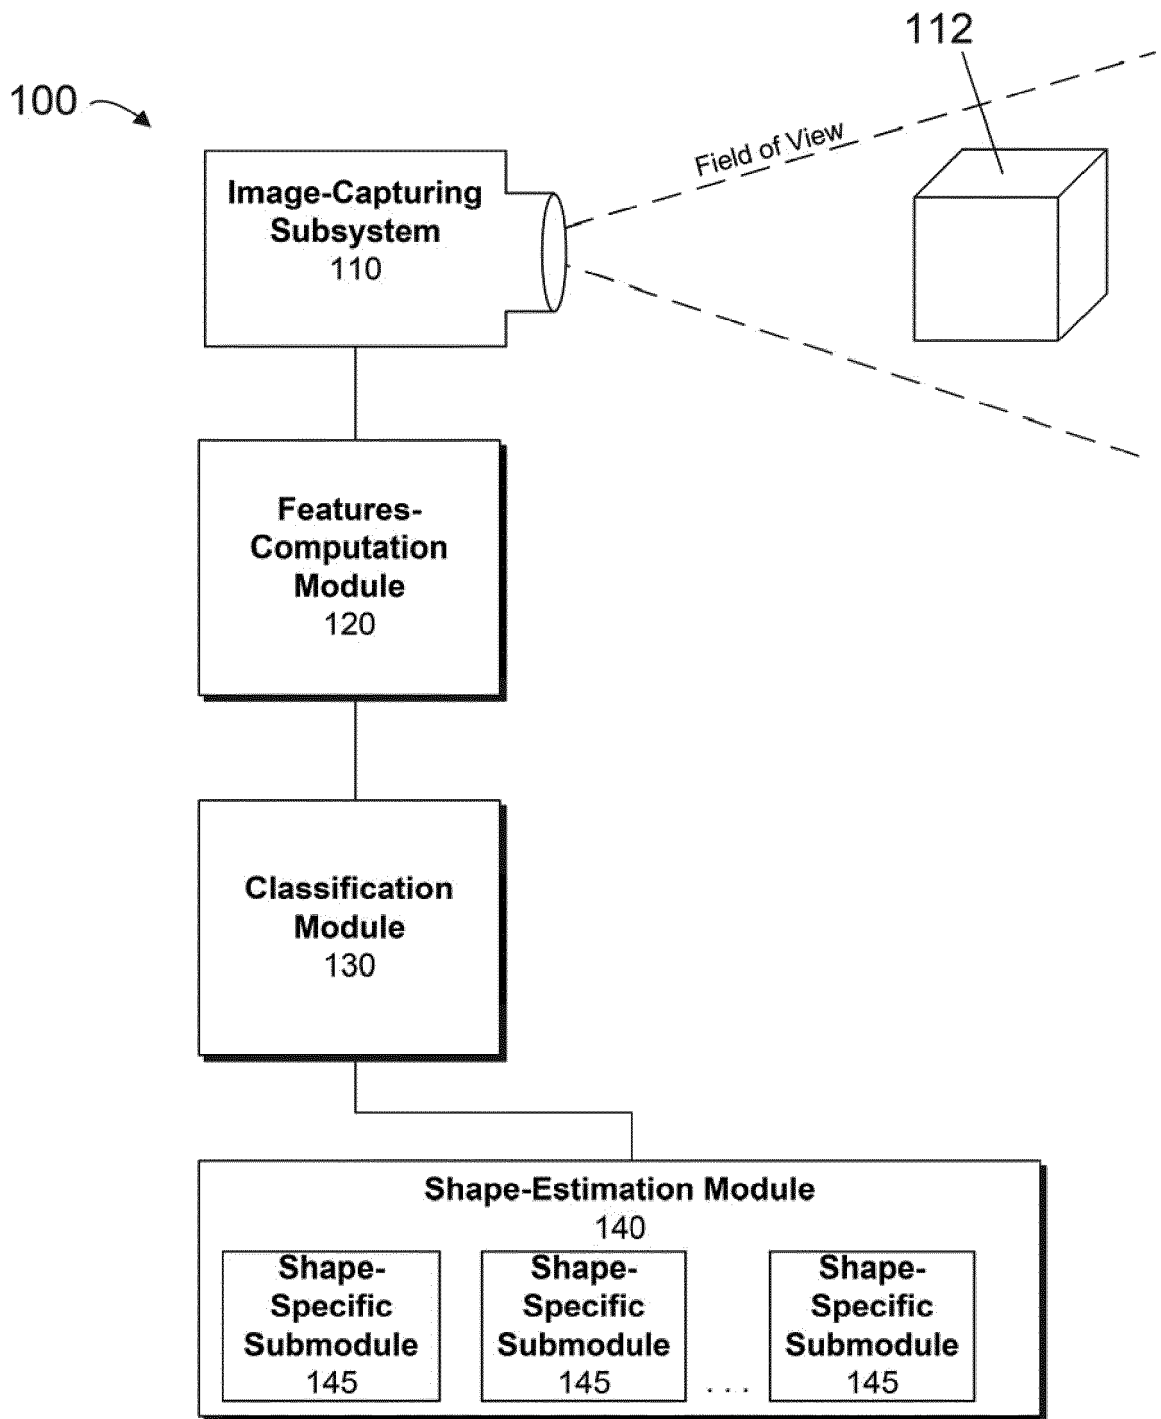 112
100
Field of View
Image-Capturing
Subsystem
110
Features-
Computation
Module
120
Classification
Module
130
Shape-Estimation Module
140
Shape-
Specific
Submodule
145
Shape-
Specific
Submodule
145
. . .
Shape-
Specific
Submodule
145